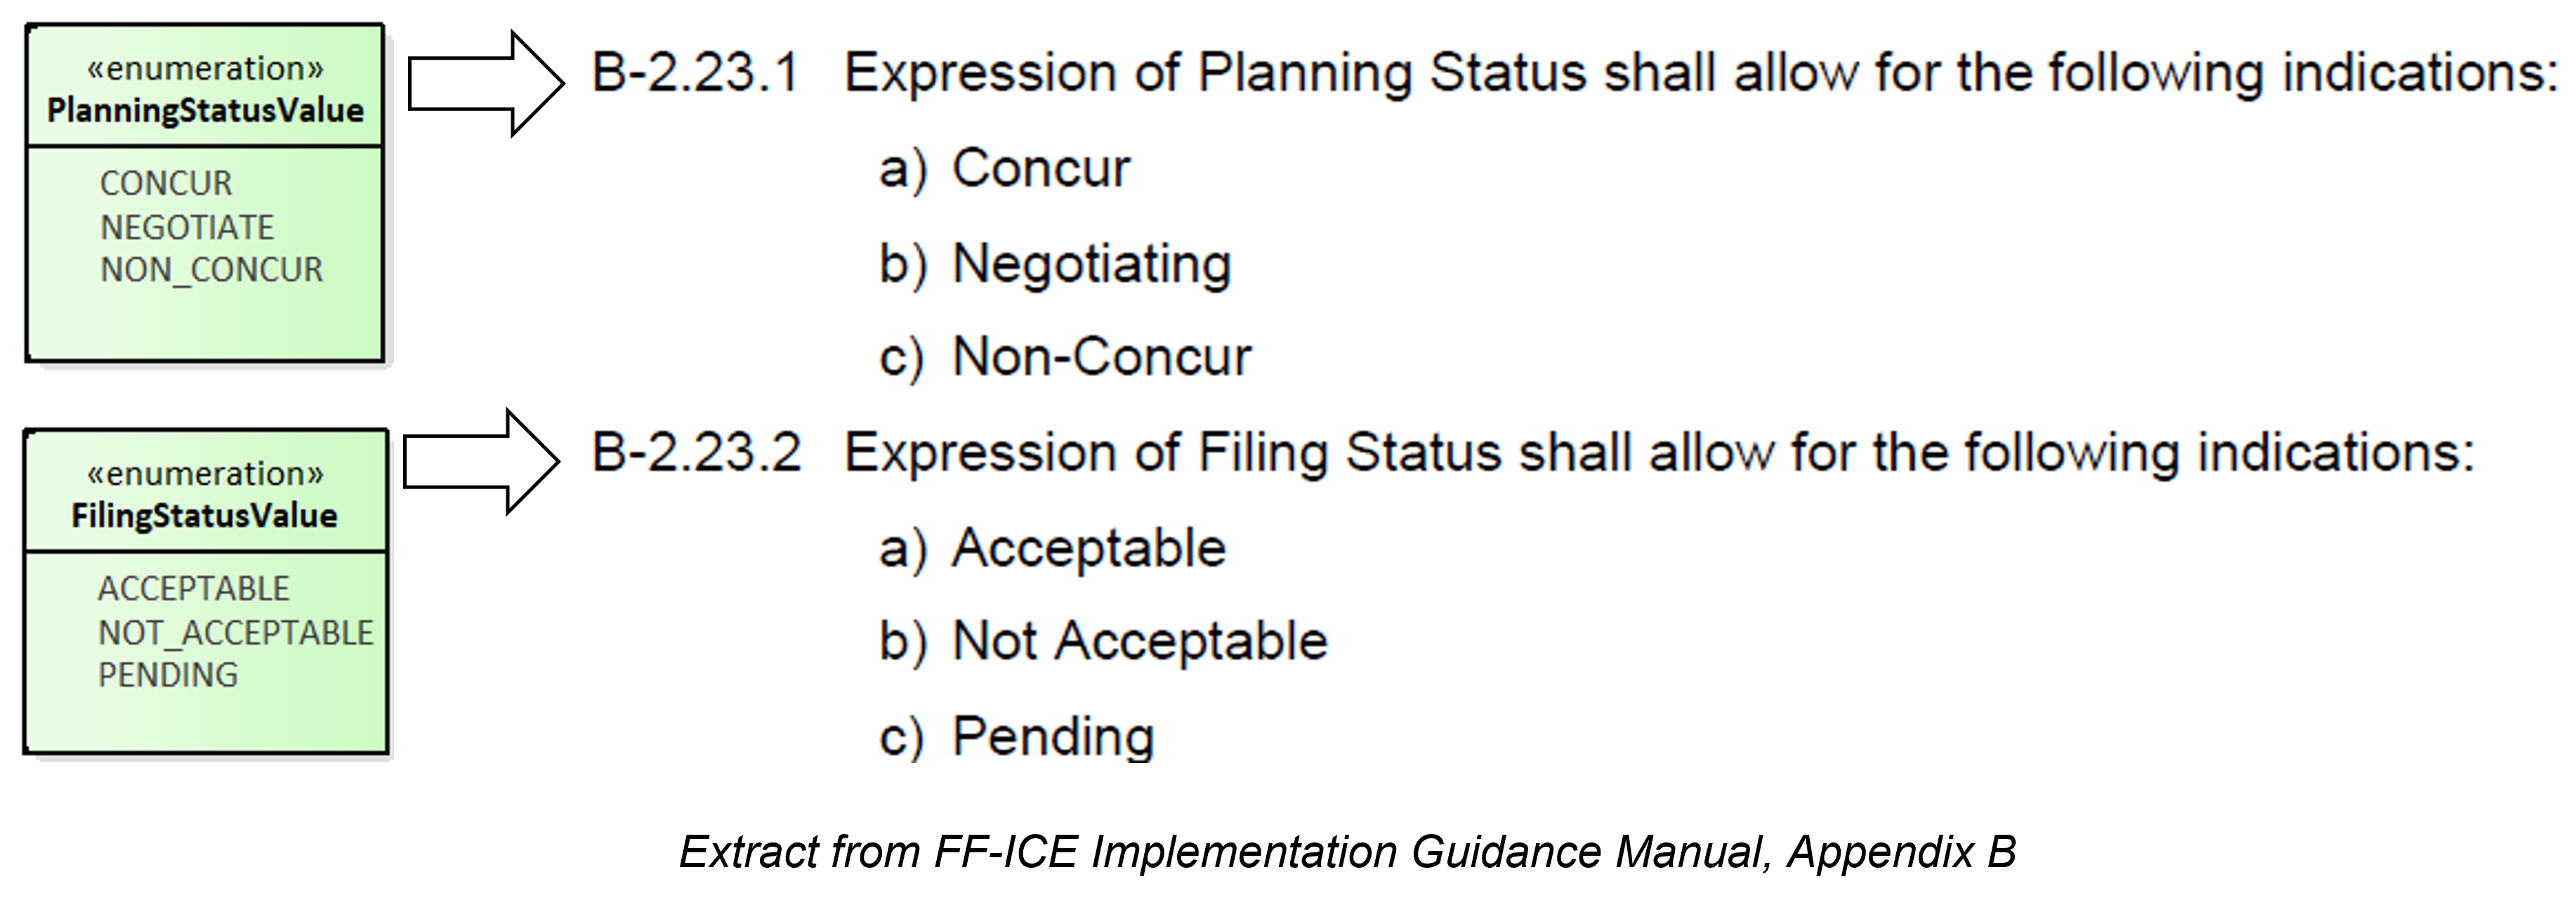 «enumeration»
PlanningStatusValue
CONCUR
NEGOTIATE
NON_CONCUR
B-2.23.1 Expression of Planning Status shall allow for the following indications:
a) Concur
b) Negotiating
c) Non-Concur
«enumeration»
FilingStatusValue
ACCEPTABLE
NOT_ACCEPTABLE
PENDING
B-2.23.2 Expression of Filing Status shall allow for the following indications:
a) Acceptable
b) Not Acceptable
c) Pending
Extract from FF-ICE Implementation Guidance Manual, Appendix B